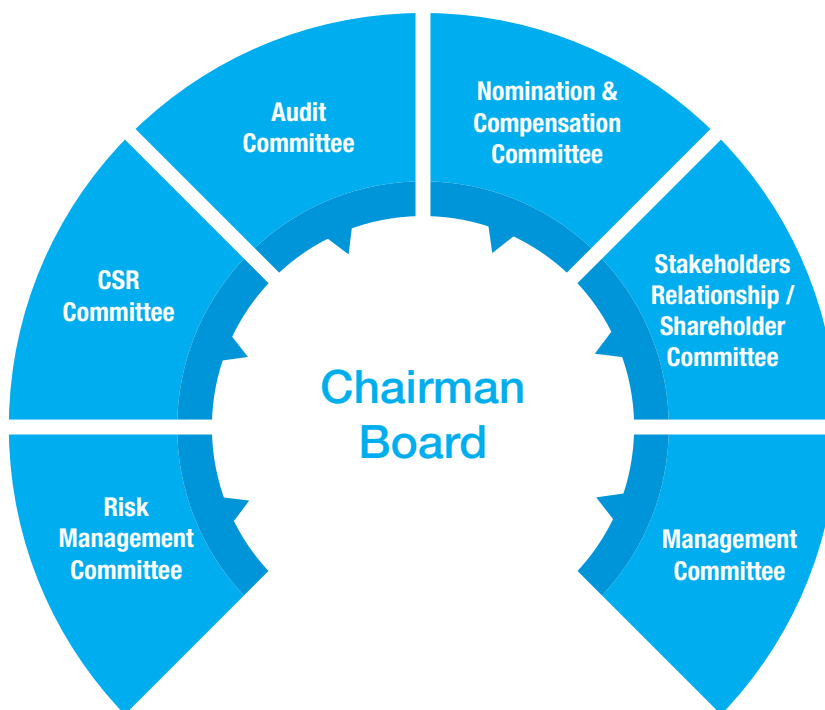 Audit
Committee
Nomination &
Compensation
Committee
CSR
Committee
Stakeholders
Relationship /
Shareholder
Committee
Chairman
Board
Risk
Management
Committee
Management
Committee